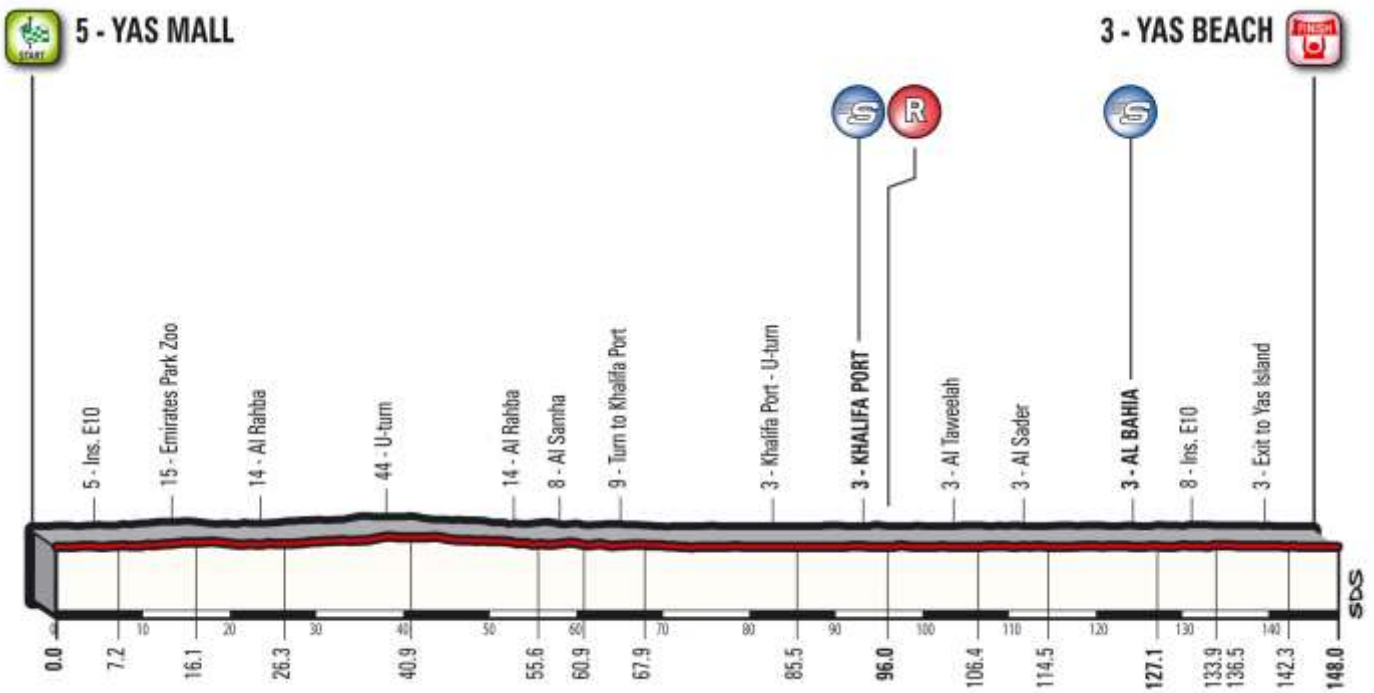 5 - YAS MALL
3 - YAS BEACH
START
FINISH
S
R
S
5 - Ins. E10
15 - Emirates Park Zoo
14 - Al Rahba
44 - U-turn
14 - Al Rahba
8 - Al Samha
9 - Turn to Khalifa Port
3 - Khalifa Port - U-turn
3 - KHALIFA PORT
3 - Al Taweelah
3 - Al Sader
3 - AL BAHIA
8 - Ins. E10
3 - Exit to Yas Island
SDS
0 10 20 30 40 50 60 70 80 90 100 110 120 130 140
0.0 7.2 16.1 26.3 40.9 55.6 60.9 67.9 85.5 96.0 106.4 114.5 127.1 133.9 136.5 142.3 148.0